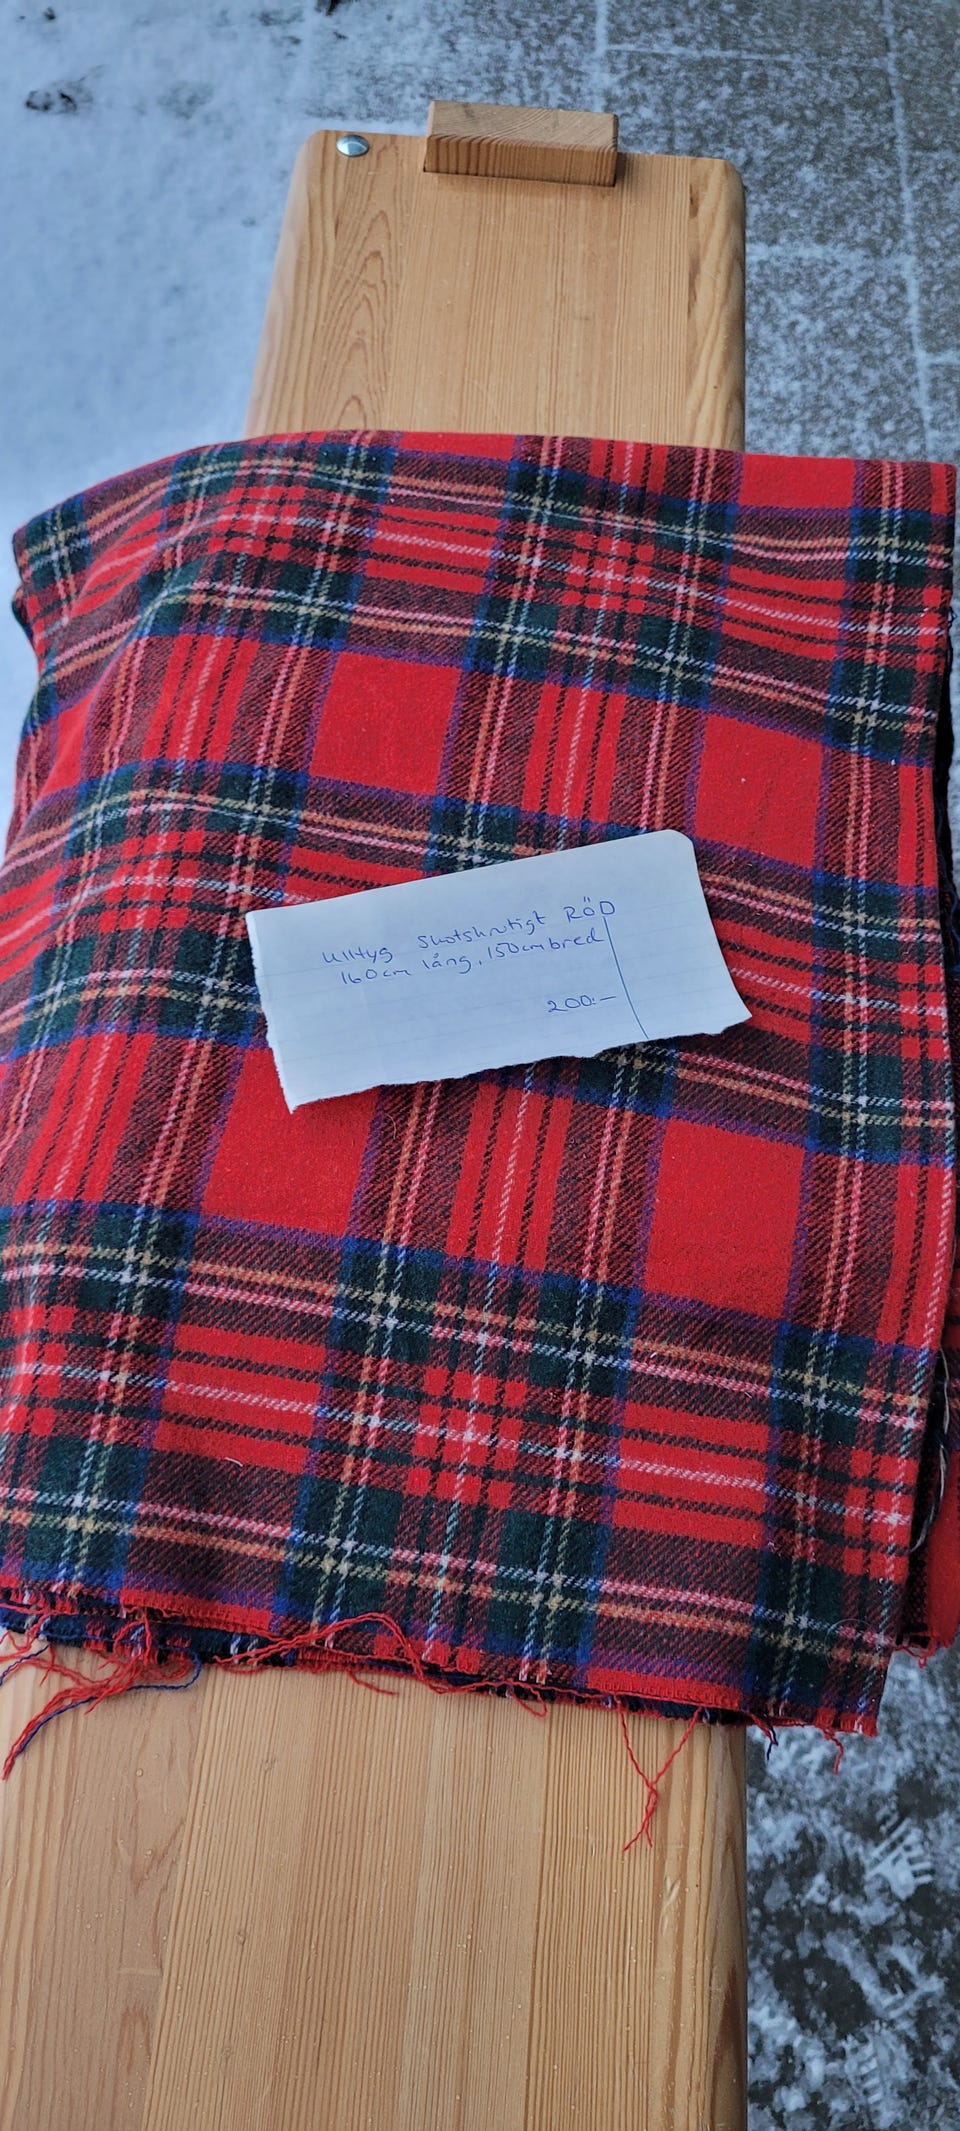 Ulltyg Skotskrutigt RÖD
160cm lång, 150cm bred
200:-